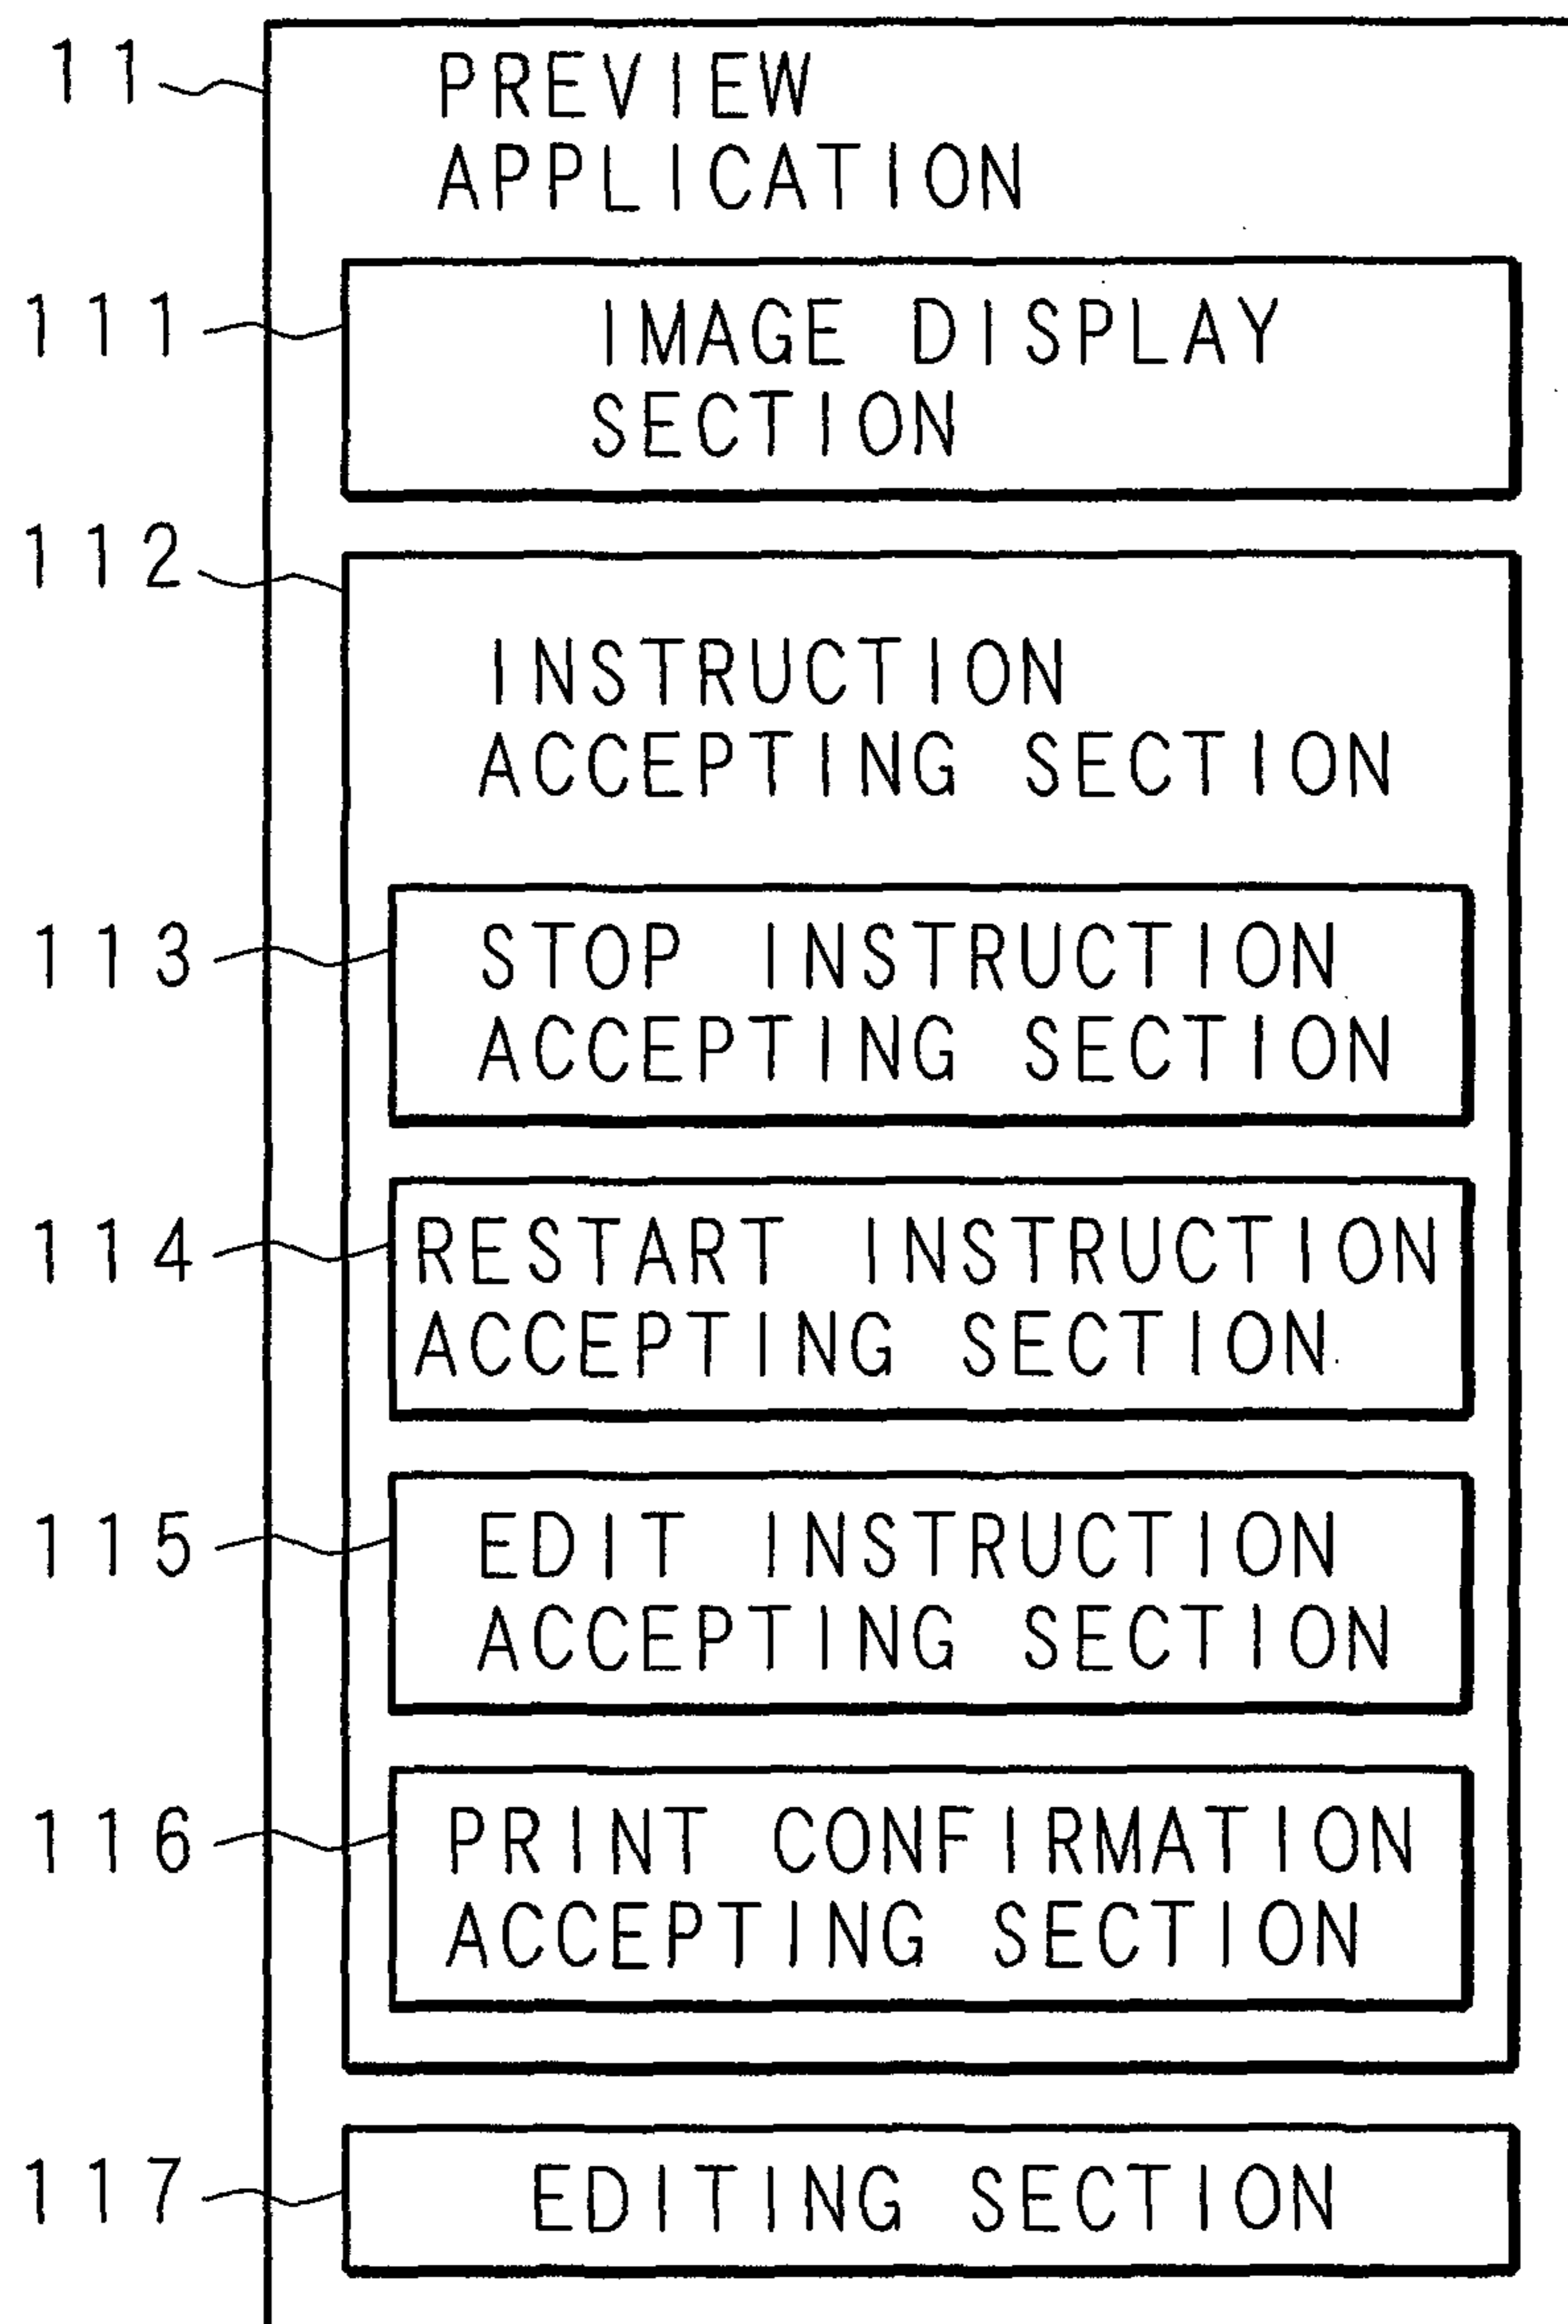 11 PREVIEW
APPLICATION
111 IMAGE DISPLAY
SECTION
112
INSTRUCTION
ACCEPTING SECTION
113 STOP INSTRUCTION
ACCEPTING SECTION
114 RESTART INSTRUCTION
ACCEPTING SECTION
115 EDIT INSTRUCTION
ACCEPTING SECTION
116 PRINT CONFIRMATION
ACCEPTING SECTION
117 EDITING SECTION